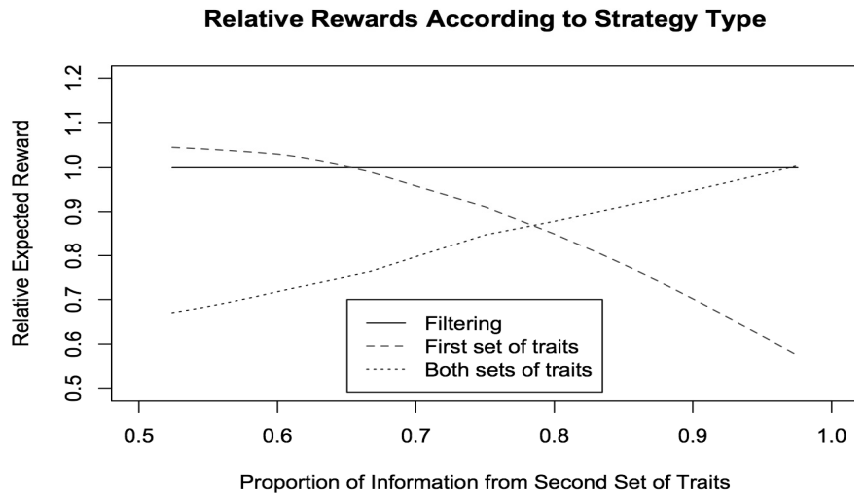 Relative Rewards According to Strategy Type
Relative Expected Reward
1.2
1.1
1.0
0.9
0.8
0.7
0.6
0.5
Filtering
First set of traits
Both sets of traits
0.5 0.6 0.7 0.8 0.9 1.0
Proportion of Information from Second Set of Traits